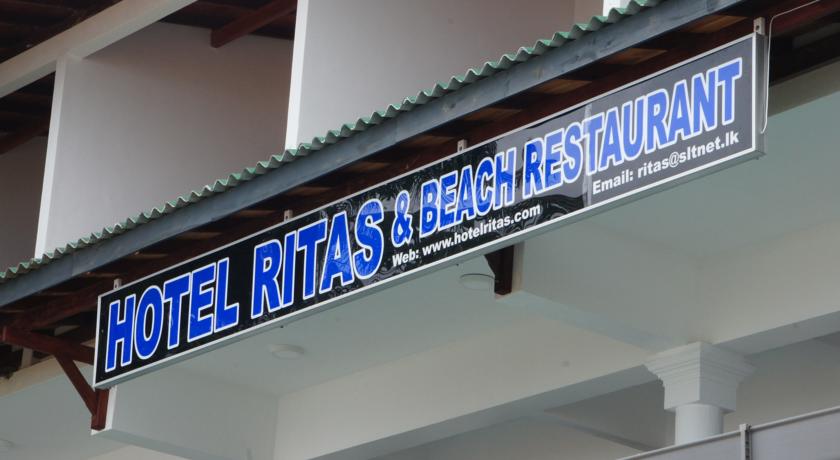 HOTEL RITAS & BEACH RESTAURANT
Web: www.hotelritas.com Email: ritas@sltnet.lk